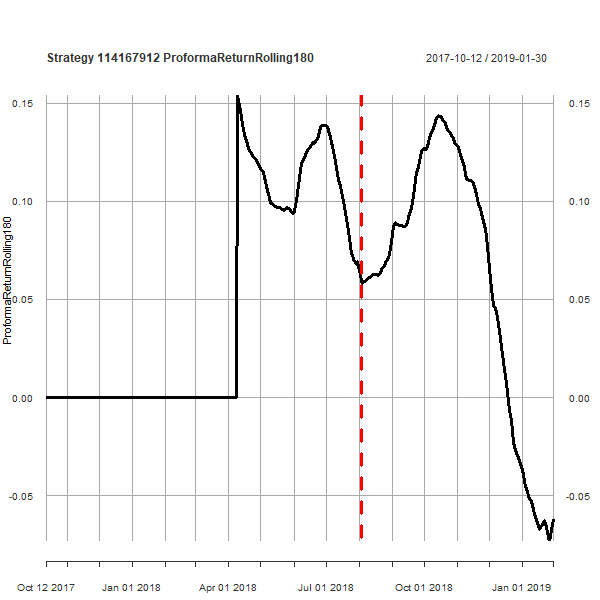 Strategy 114167912 ProformaReturnRolling180
2017-10-12 / 2019-01-30
ProformaReturnRolling180
0.15
0.15
0.10
0.10
0.05
0.05
0.00
0.00
-0.05
-0.05
Oct 12 2017
Jan 01 2018
Apr 01 2018
Jul 01 2018
Oct 01 2018
Jan 01 2019